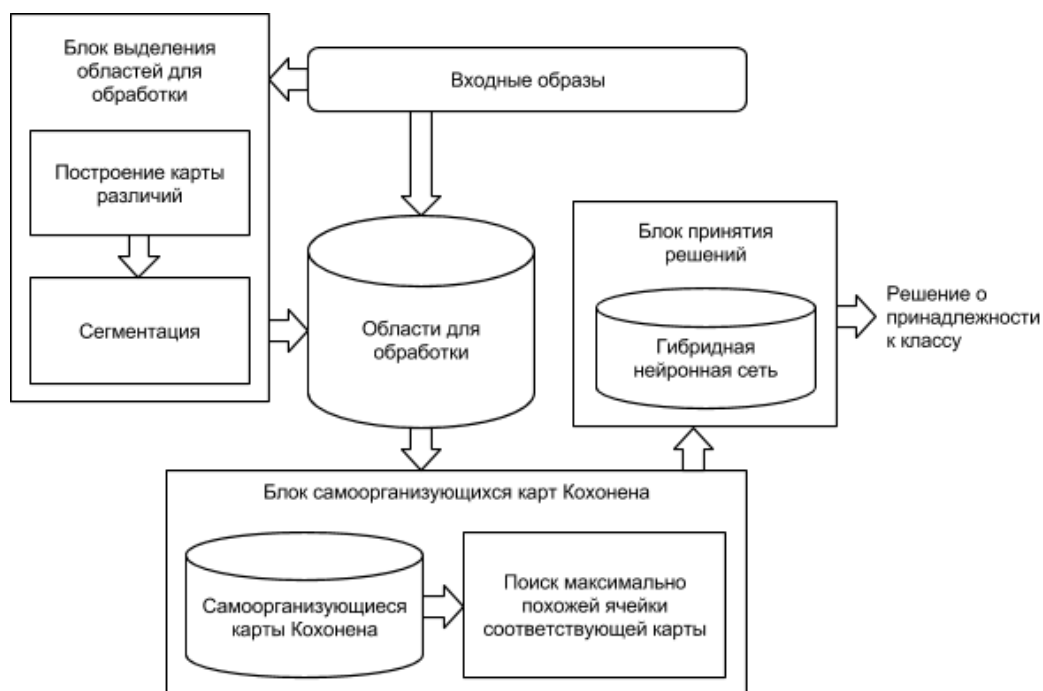 Блок выделения
областей для
обработки
Входные образы
Построение карты
различий
Сегментация
Области для
обработки
Блок принятия
решений
Гибридная
нейронная сеть
Решение о
принадлежности
к классу
Блок самоорганизующихся карт Кохонена
Самоорганизующиеся
карты Кохонена
Поиск максимально
похожей ячейки
соответствующей карты